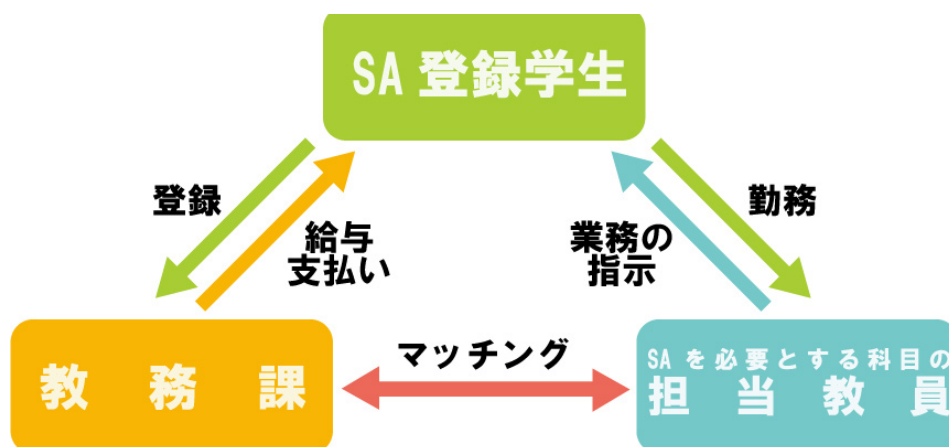 SA 登録学生
登録
給与
支払い
業務の
指示
勤務
マッチング
教務課
SAを必要とする科目の
担当教員